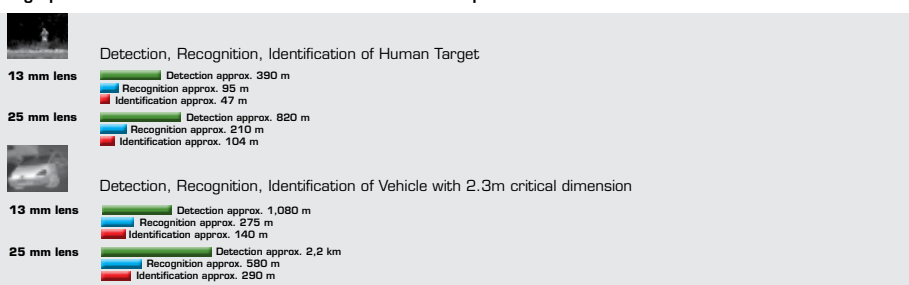 Detection, Recognition, Identification of Human Target
13 mm lens
Detection approx. 390 m
Recognition approx. 95 m
Identification approx. 47 m
25 mm lens
Detection approx. 820 m
Recognition approx. 210 m
Identification approx. 104 m
Detection, Recognition, Identification of Vehicle with 2.3m critical dimension
13 mm lens
Detection approx. 1,080 m
Recognition approx. 275 m
Identification approx. 140 m
25 mm lens
Detection approx. 2,2 km
Recognition approx. 580 m
Identification approx. 290 m